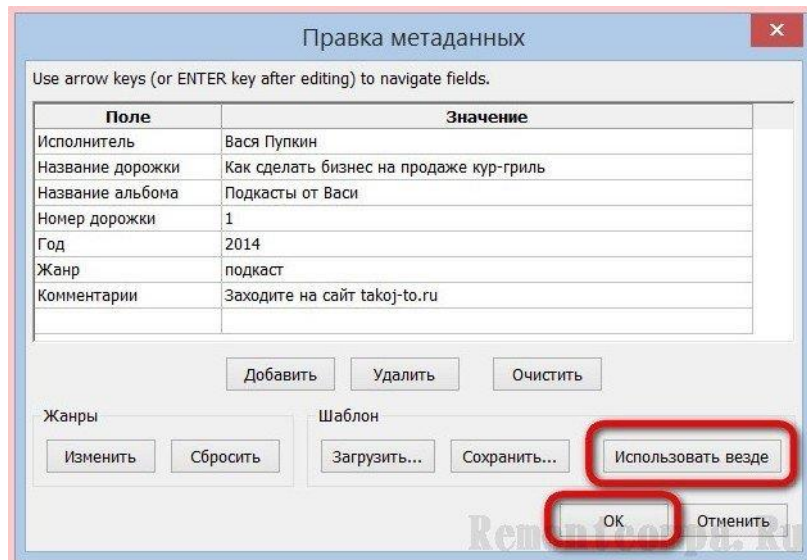 Правка метаданных
Use arrow keys (or ENTER key after editing) to navigate fields.
Поле Значение
Исполнитель Вася Пупкин
Название дорожки Как сделать бизнес на продаже кур-гриль
Название альбома Подкасты от Васи
Номер дорожки 1
Год 2014
Жанр подкаст
Комментарии Заходите на сайт takoj-to.ru
Добавить Удалить Очистить
Жанры Шаблон
Изменить Сбросить Загрузить... Сохранить... Использовать везде
OK Отменить
Remontcompa.Ru